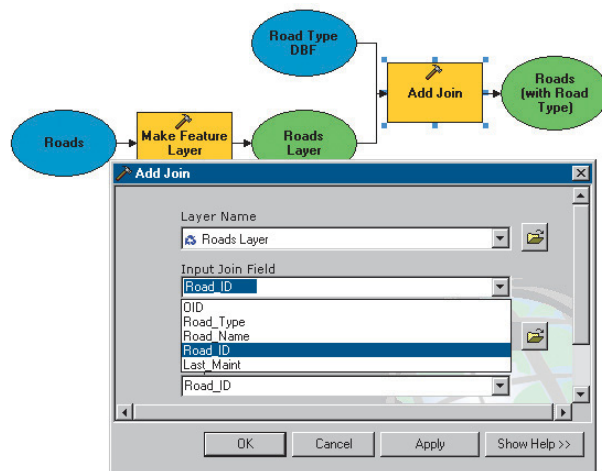 Road Type
DBF
Add Join
Roads
(with Road
Type)
Roads
Make Feature
Layer
Roads
Layer
Add Join
Layer Name
Roads Layer
Input Join Field
Road_ID
OID
Road_Type
Road_Name
Road_ID
Last_Maint
Road_ID
OK
Cancel
Apply
Show Help >>